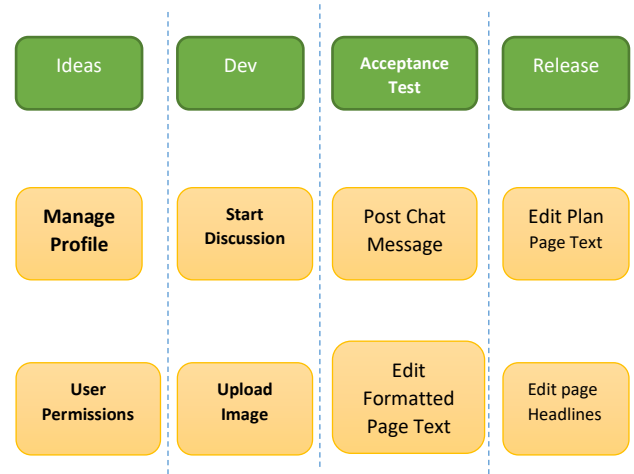 Ideas
Dev
Acceptance
Test
Release
Manage
Profile
Start
Discussion
Post Chat
Message
Edit Plan
Page Text
User
Permissions
Upload
Image
Edit
Formatted
Page Text
Edit page
Headlines